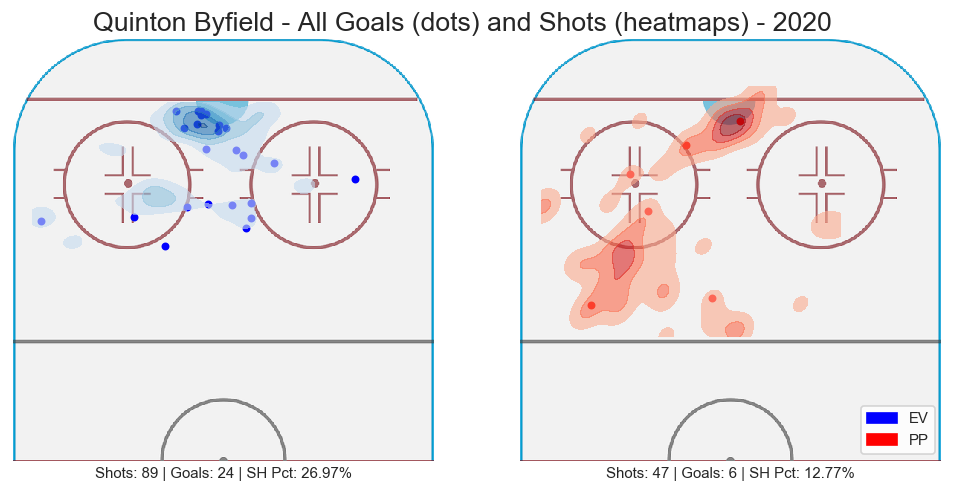 Quinton Byfield - All Goals (dots) and Shots (heatmaps) - 2020
EV
PP
Shots: 89 | Goals: 24 | SH Pct: 26.97%
Shots: 47 | Goals: 6 | SH Pct: 12.77%